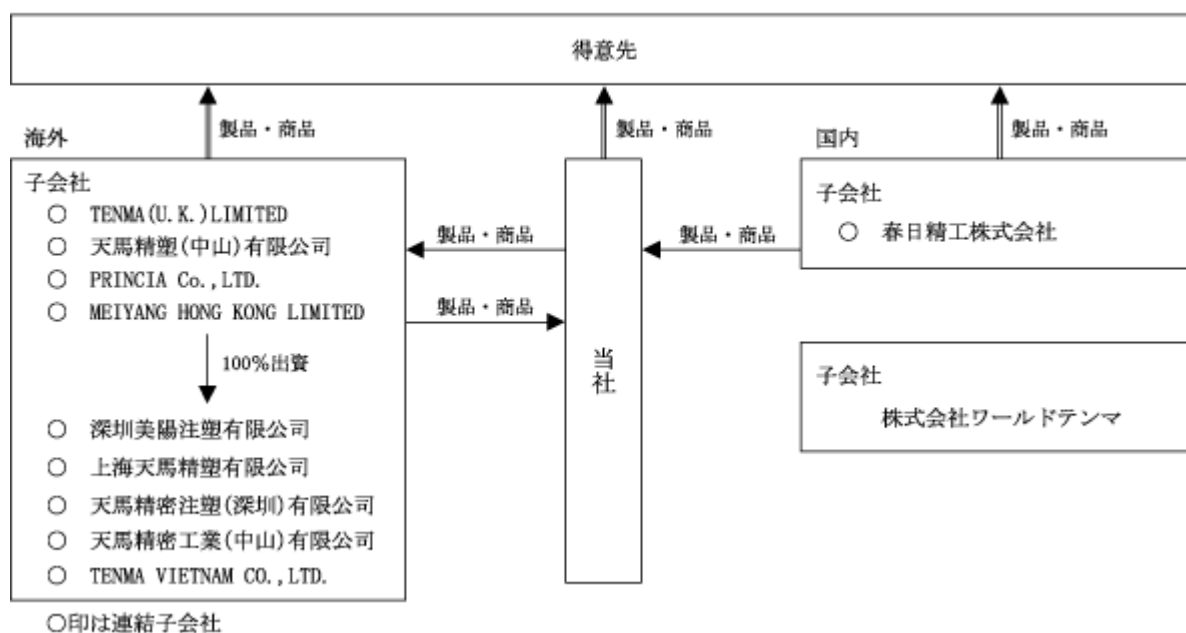 得意先
製品・商品
製品・商品
製品・商品
海外
国内
子会社
○ TENMA(U.K.)LIMITED
○ 天馬精塑(中山)有限公司
○ PRINCIA Co.,LTD.
○ MEIYANG HONG KONG LIMITED
100%出資
○ 深圳美陽注塑有限公司
○ 上海天馬精塑有限公司
○ 天馬精密注塑(深圳)有限公司
○ 天馬精密工業(中山)有限公司
○ TENMA VIETNAM CO.,LTD.
製品・商品
製品・商品
当社
製品・商品
子会社
○ 春日精工株式会社
子会社
株式会社ワールドテンマ
○印は連結子会社